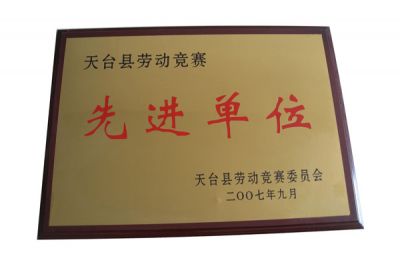 天台县劳动竞赛
先进单位
天台县劳动竞赛委员会
二〇〇七年九月